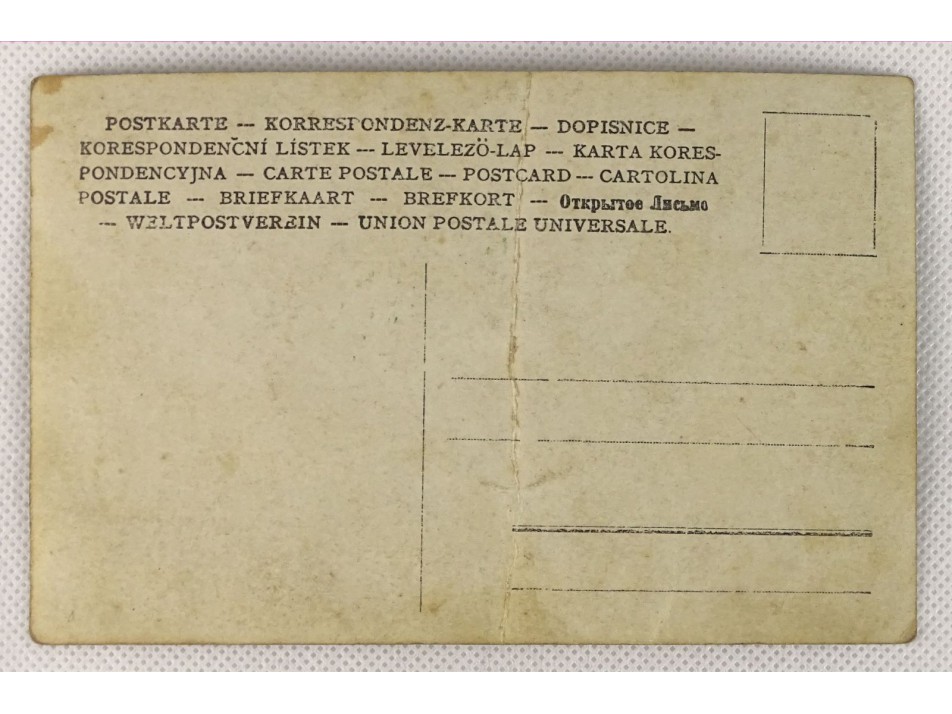 POSTKARTE — KORRESPONDENZ-KARTE — DOPISNICE —
KORESPONDENČNÍ LÍSTEK — LEVELEZÖ-LAP — KARTA KORES-
PONDENCYJNA — CARTE POSTALE — POSTCARD — CARTOLINA
POSTALE — BRIEFKAART — BREFKORT — Открытое Письмо
— WELTPOSTVEREIN — UNION POSTALE UNIVERSALE.